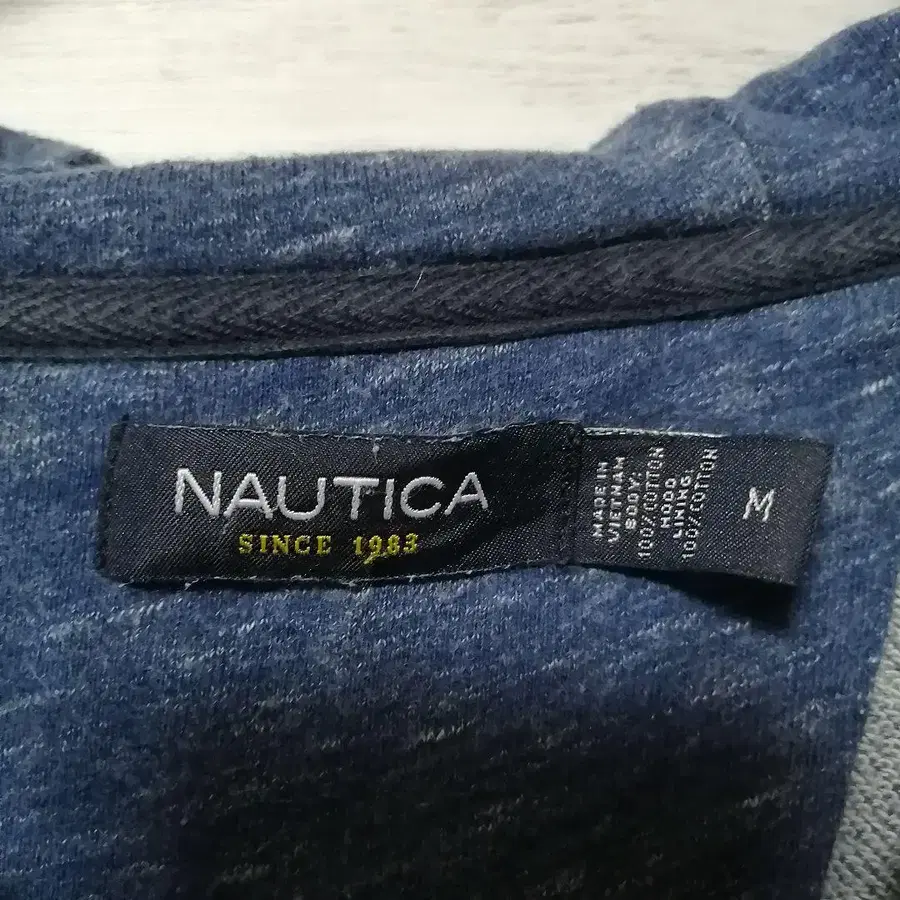 NAUTICA
SINCE 1983
MADE IN
VIETNAM
BODY:
100%COTTON
HOOD
LINING:
100%COTTON
M